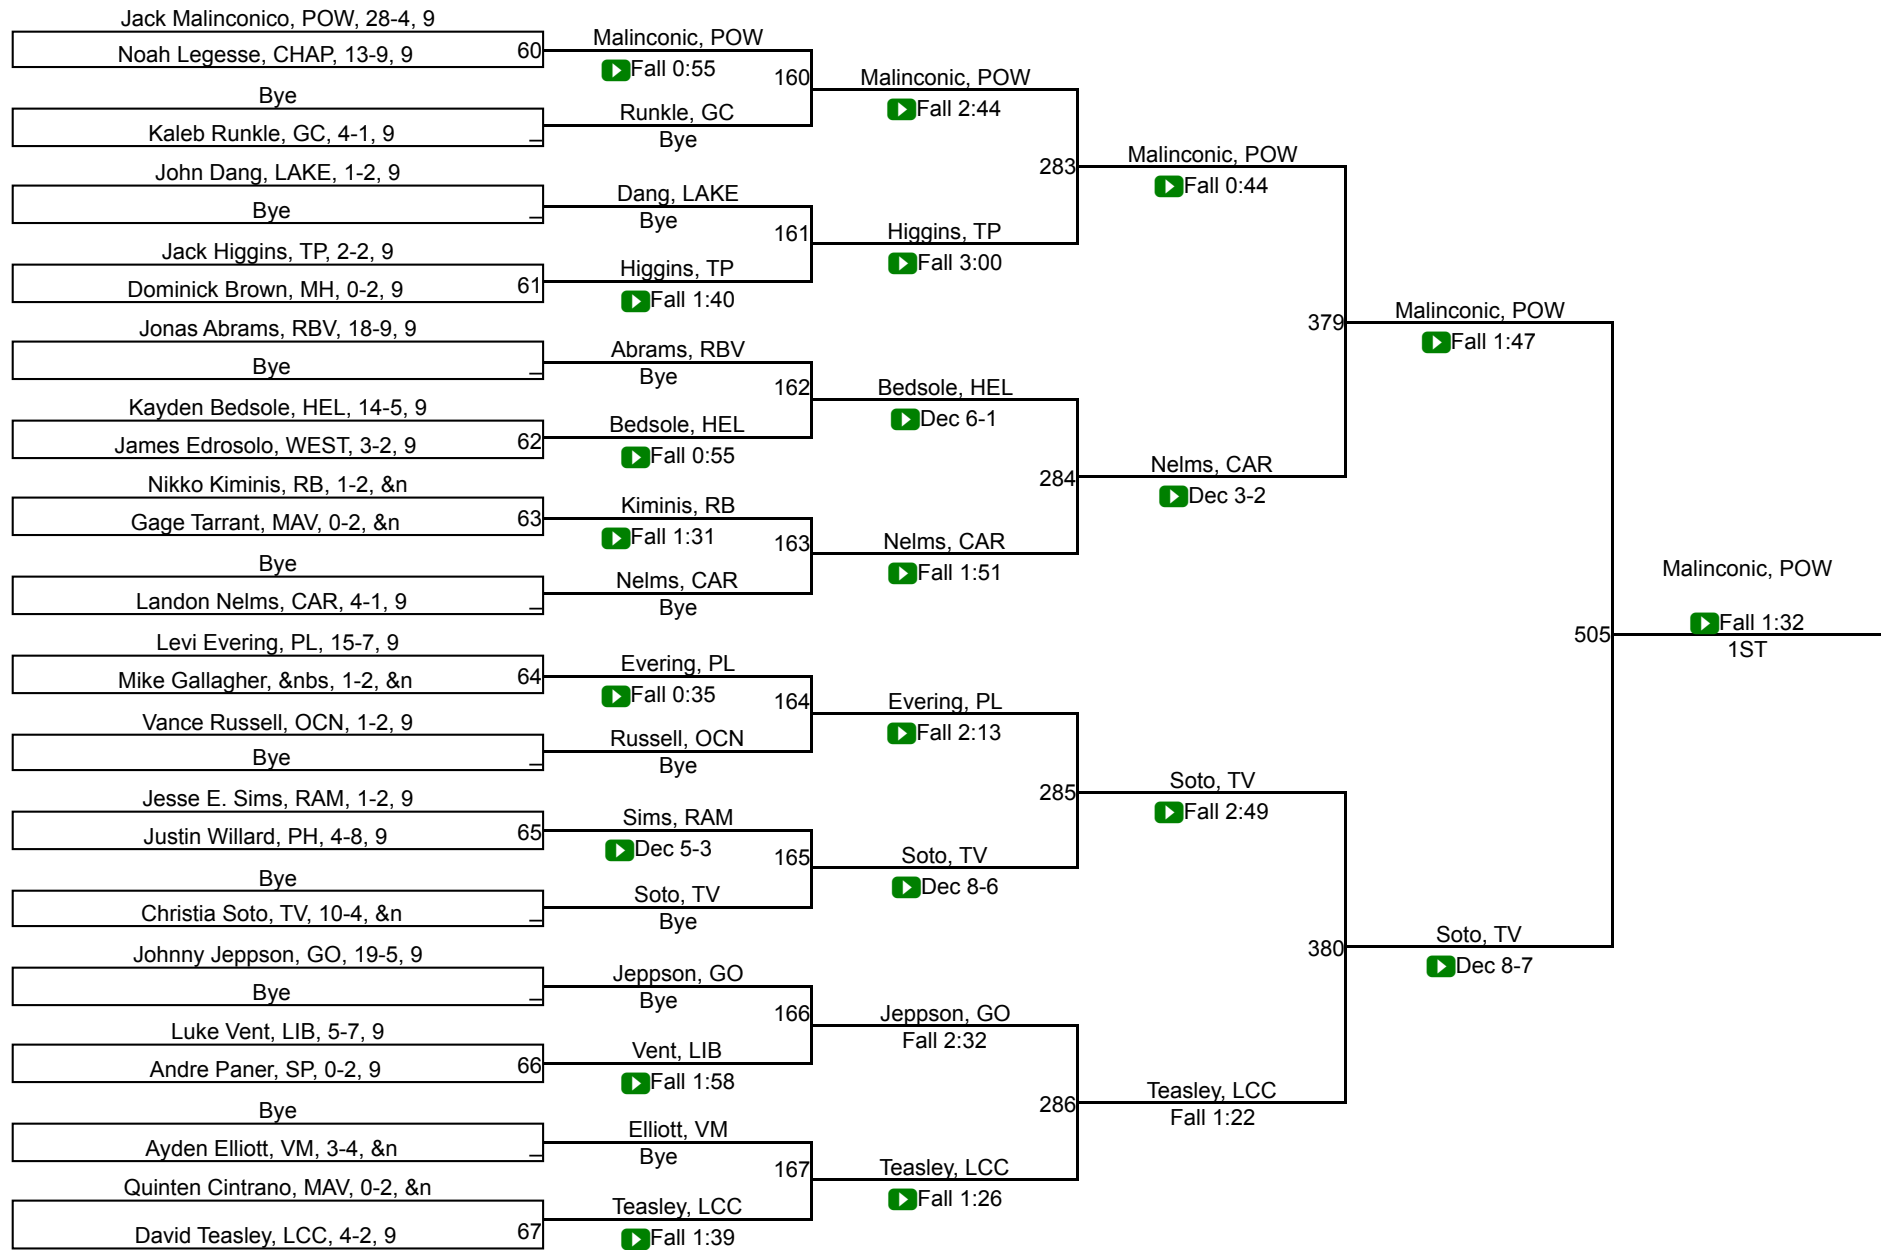 Jack Malinconico, POW, 28-4, 9
Noah Legesse, CHAP, 13-9, 9
60
Bye
Kaleb Runkle, GC, 4-1, 9
John Dang, LAKE, 1-2, 9
Bye
Jack Higgins, TP, 2-2, 9
Dominick Brown, MH, 0-2, 9
61
Jonas Abrams, RBV, 18-9, 9
Bye
Kayden Bedsole, HEL, 14-5, 9
James Edrosolo, WEST, 3-2, 9
62
Nikko Kiminis, RB, 1-2, &n
Gage Tarrant, MAV, 0-2, &n
63
Bye
Landon Nelms, CAR, 4-1, 9
Levi Evering, PL, 15-7, 9
Mike Gallagher, &nbs, 1-2, &n
64
Vance Russell, OCN, 1-2, 9
Bye
Jesse E. Sims, RAM, 1-2, 9
Justin Willard, PH, 4-8, 9
65
Bye
Christia Soto, TV, 10-4, &n
Johnny Jeppson, GO, 19-5, 9
Bye
Luke Vent, LIB, 5-7, 9
Andre Paner, SP, 0-2, 9
66
Bye
Ayden Elliott, VM, 3-4, &n
Quinten Cintrano, MAV, 0-2, &n
David Teasley, LCC, 4-2, 9
67
Malinconic, POW
Fall 0:55
160
Runkle, GC
Bye
Dang, LAKE
Bye
161
Higgins, TP
Fall 1:40
Abrams, RBV
Bye
162
Bedsole, HEL
Fall 0:55
Kiminis, RB
Fall 1:31
163
Nelms, CAR
Bye
Evering, PL
Fall 0:35
164
Russell, OCN
Bye
Sims, RAM
Dec 5-3
165
Soto, TV
Bye
Jeppson, GO
Bye
166
Vent, LIB
Fall 1:58
Elliott, VM
Bye
167
Teasley, LCC
Fall 1:39
Malinconic, POW
Fall 2:44
283
Higgins, TP
Fall 3:00
Bedsole, HEL
Dec 6-1
284
Nelms, CAR
Fall 1:51
Evering, PL
Fall 2:13
285
Soto, TV
Dec 8-6
Jeppson, GO
Fall 2:32
286
Teasley, LCC
Fall 1:26
Malinconic, POW
Fall 0:44
379
Nelms, CAR
Dec 3-2
Soto, TV
Fall 2:49
380
Teasley, LCC
Fall 1:22
Malinconic, POW
Fall 1:47
505
Soto, TV
Dec 8-7
Malinconic, POW
Fall 1:32
1ST